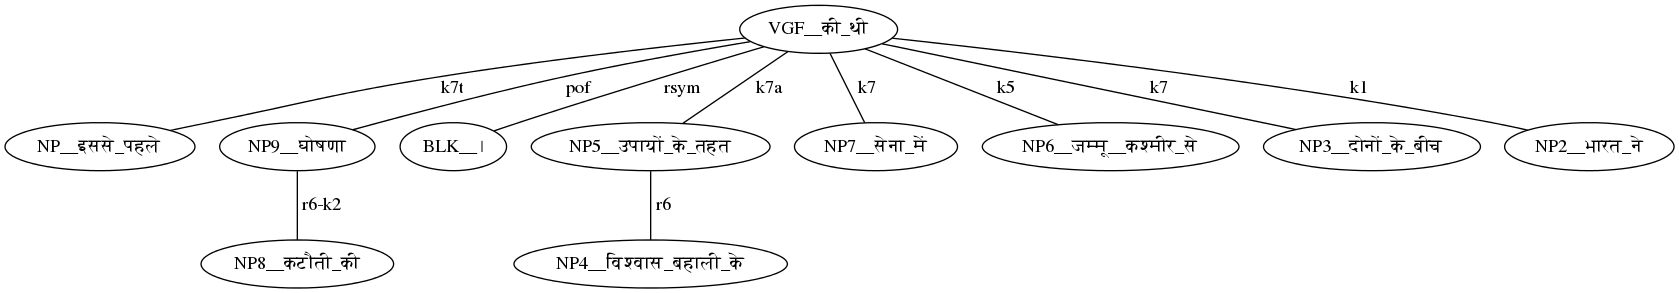 VGF__की_थी
k7t pof rsym k7a k7 k5 k7 k1
NP__इससे_पहले NP9__घोषणा BLK__। NP5__उपायों_के_तहत NP7__सेना_में NP6__जम्मू__कश्मीर_से NP3__दोनों_के_बीच NP2__भारत_ने
r6-k2 r6
NP8__कटौती_की NP4__विश्वास_बहाली_के